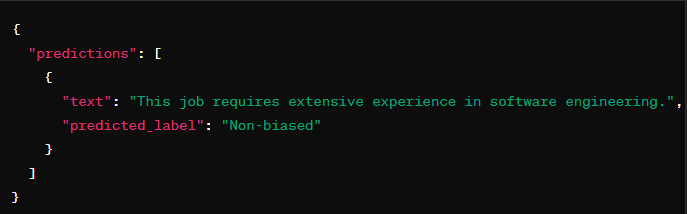 {
  "predictions": [
    {
      "text": "This job requires extensive experience in software engineering.",
      "predicted_label": "Non-biased"
    }
  ]
}